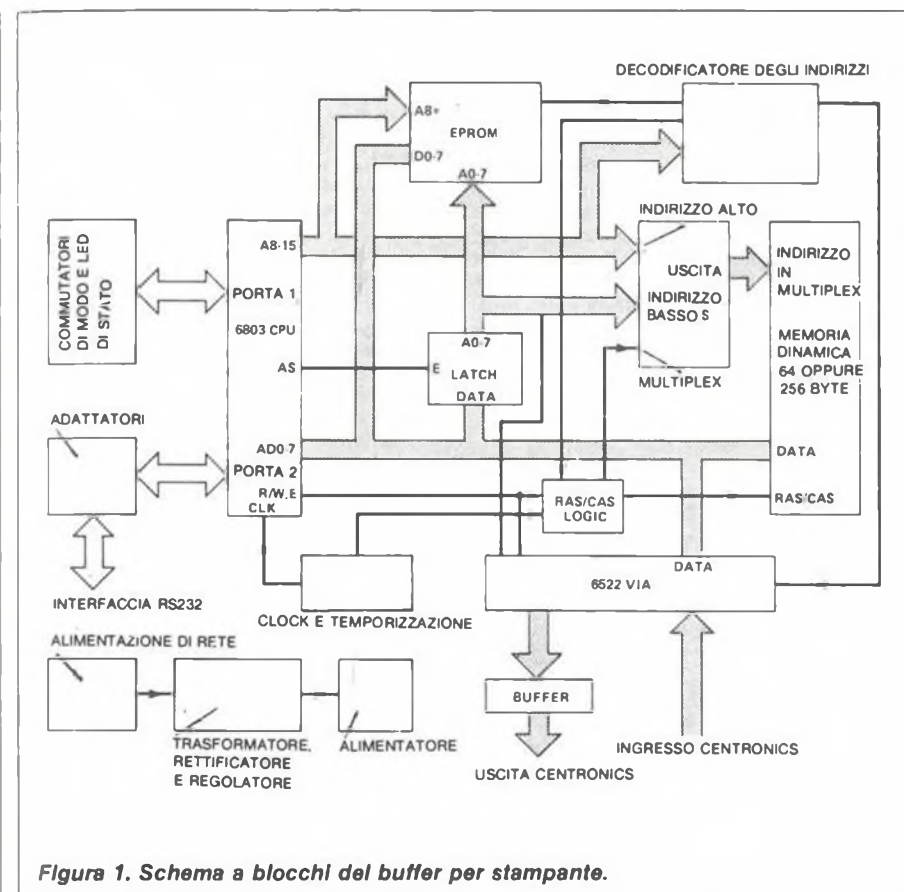 DECODIFICATORE DEGLI INDIRIZZI
A8+
EPROM
D0-7
A0-7
COMMUTATORI
DI MODO E LED
DI STATO
A8-15
PORTA 1
6803 CPU
AS
AD0-7
PORTA 2
R/W,E
CLK
INDIRIZZO ALTO
USCITA
INDIRIZZO
BASSO S
MULTIPLEX
INDIRIZZO
IN
MULTIPLEX
MEMORIA
DINAMICA
64 OPPURE
256 BYTE
DATA
RAS/CAS
A0-7
E
LATCH
DATA
ADATTATORI
INTERFACCIA RS232
RAS/CAS
LOGIC
CLOCK E TEMPORIZZAZIONE
DATA
6522 VIA
ALIMENTAZIONE DI RETE
TRASFORMATORE,
RETTIFICATORE
E REGOLATORE
ALIMENTATORE
BUFFER
USCITA CENTRONICS
INGRESSO CENTRONICS
Figura 1. Schema a blocchi del buffer per stampante.